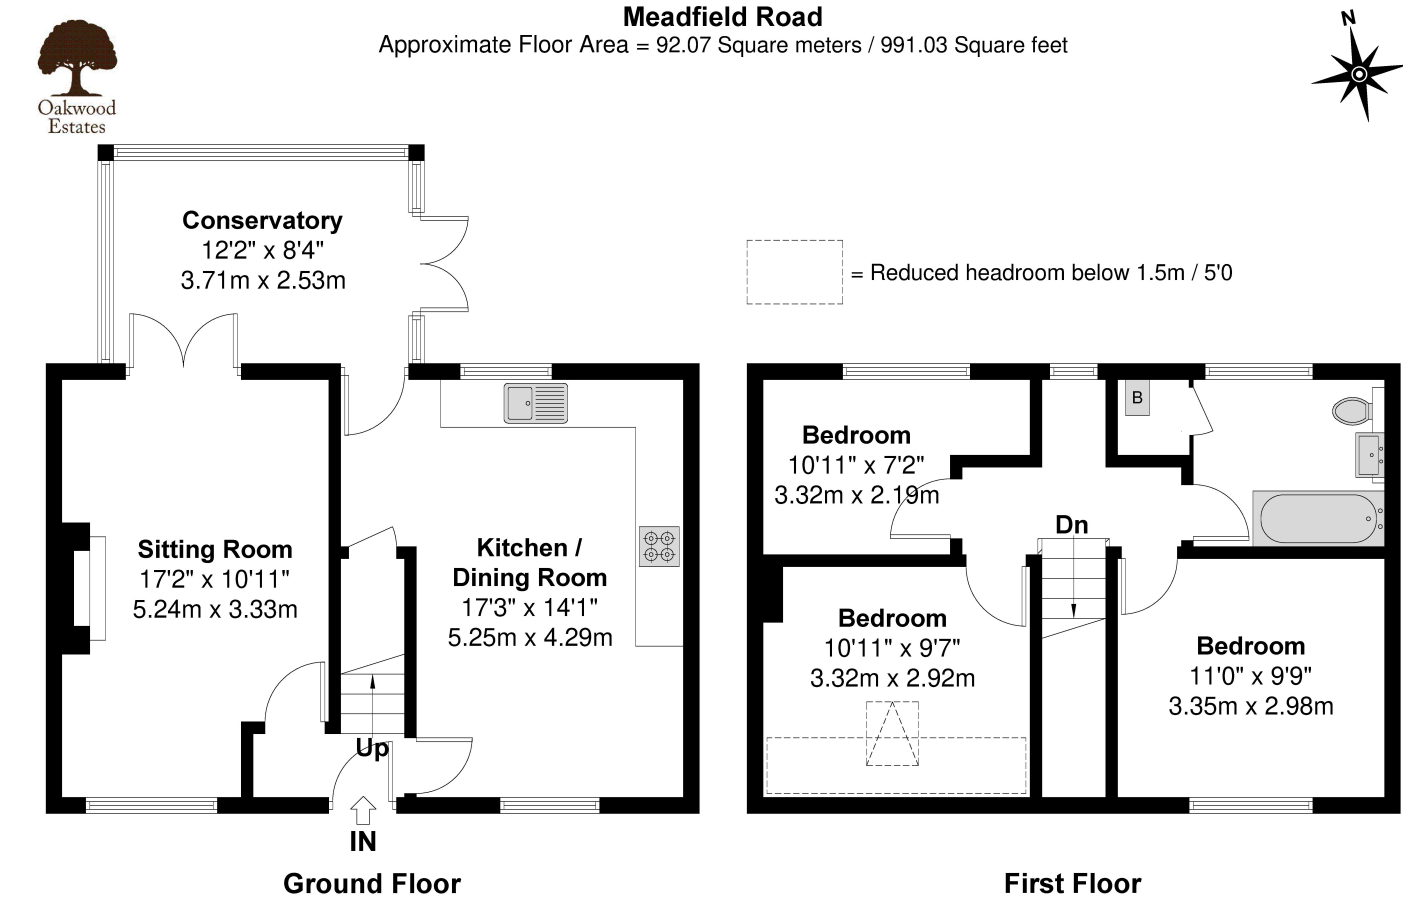 Meadfield Road
Approximate Floor Area = 92.07 Square meters / 991.03 Square feet
N
Oakwood
Estates
Conservatory
12'2" x 8'4"
3.71m x 2.53m
= Reduced headroom below 1.5m / 5'0
Sitting Room
17'2" x 10'11"
5.24m x 3.33m
Kitchen /
Dining Room
17'3" x 14'1"
5.25m x 4.29m
Up
IN
Ground Floor
B
Bedroom
10'11" x 7'2"
3.32m x 2.19m
Dn
Bedroom
10'11" x 9'7"
3.32m x 2.92m
Bedroom
11'0" x 9'9"
3.35m x 2.98m
First Floor